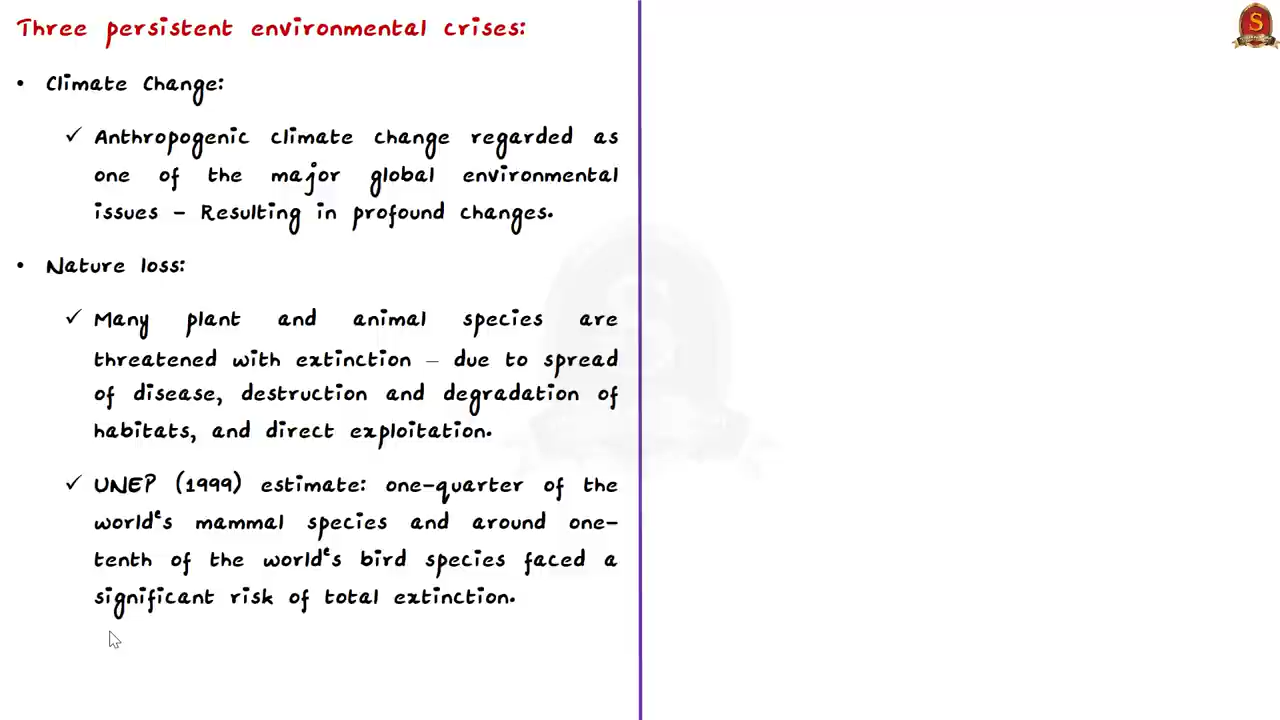 Three persistent environmental crises:
• Climate Change:
✓ Anthropogenic climate change regarded as
one of the major global environmental
issues – Resulting in profound changes.
• Nature loss:
✓ Many plant and animal species are
threatened with extinction – due to spread
of disease, destruction and degradation of
habitats, and direct exploitation.
✓ UNEP (1999) estimate: one-quarter of the
world's mammal species and around one-
tenth of the world's bird species faced a
significant risk of total extinction.
S